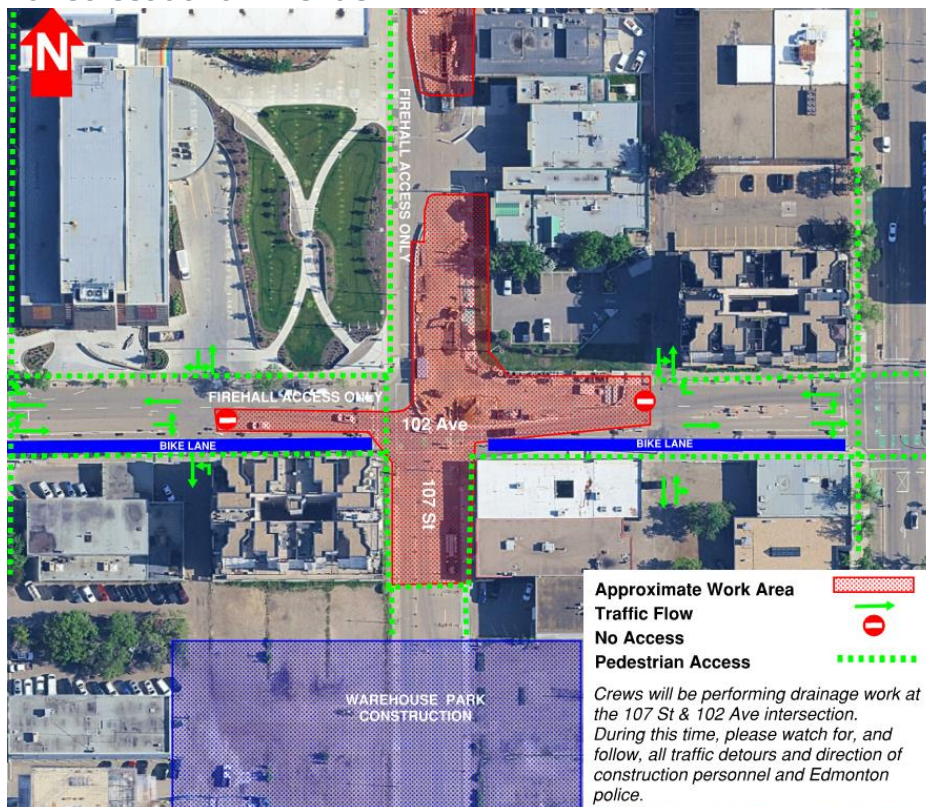 N
FIREHALL ACCESS ONLY
FIREHALL ACCESS ONLY
102 Ave
BIKE LANE
BIKE LANE
107 St
WAREHOUSE PARK
CONSTRUCTION
Approximate Work Area
Traffic Flow
No Access
Pedestrian Access
Crews will be performing drainage work at
the 107 St & 102 Ave intersection.
During this time, please watch for, and
follow, all traffic detours and direction of
construction personnel and Edmonton
police.